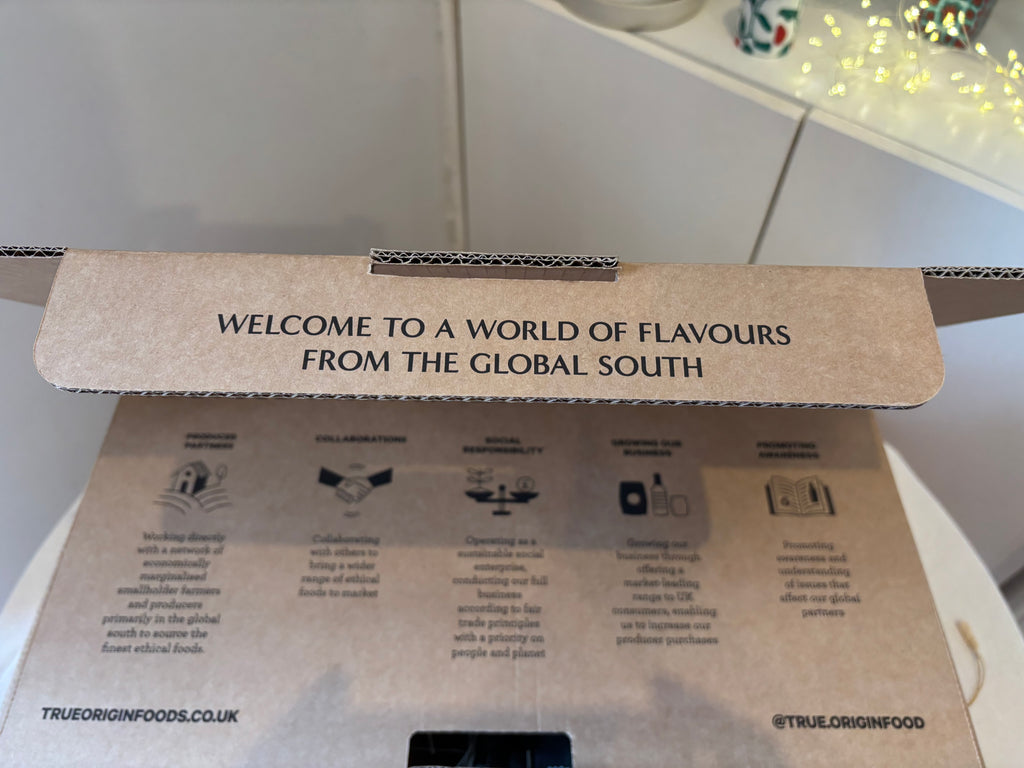 WELCOME TO A WORLD OF FLAVOURS
FROM THE GLOBAL SOUTH
PRODUCER
PARTNERS
Working directly
with a network of
economically
marginalised
smallholder farmers
and producers
primarily in the global
south to source the
finest ethical foods.
COLLABORATIONS
Collaborating
with others to
bring a wider
range of ethical
foods to market
SOCIAL
RESPONSIBILITY
Operating as a
sustainable social
enterprise,
conducting our full
business
according to fair
trade principles
with a priority on
people and planet
GROWING OUR
BUSINESS
Growing our
business through
offering a
market-leading
range to UK
consumers, enabling
us to increase our
producer purchases
PROMOTING
AWARENESS
Promoting
awareness and
understanding
of issues that
affect our global
partners
TRUEORIGINFOODS.CO.UK
@TRUE.ORIGINFOOD